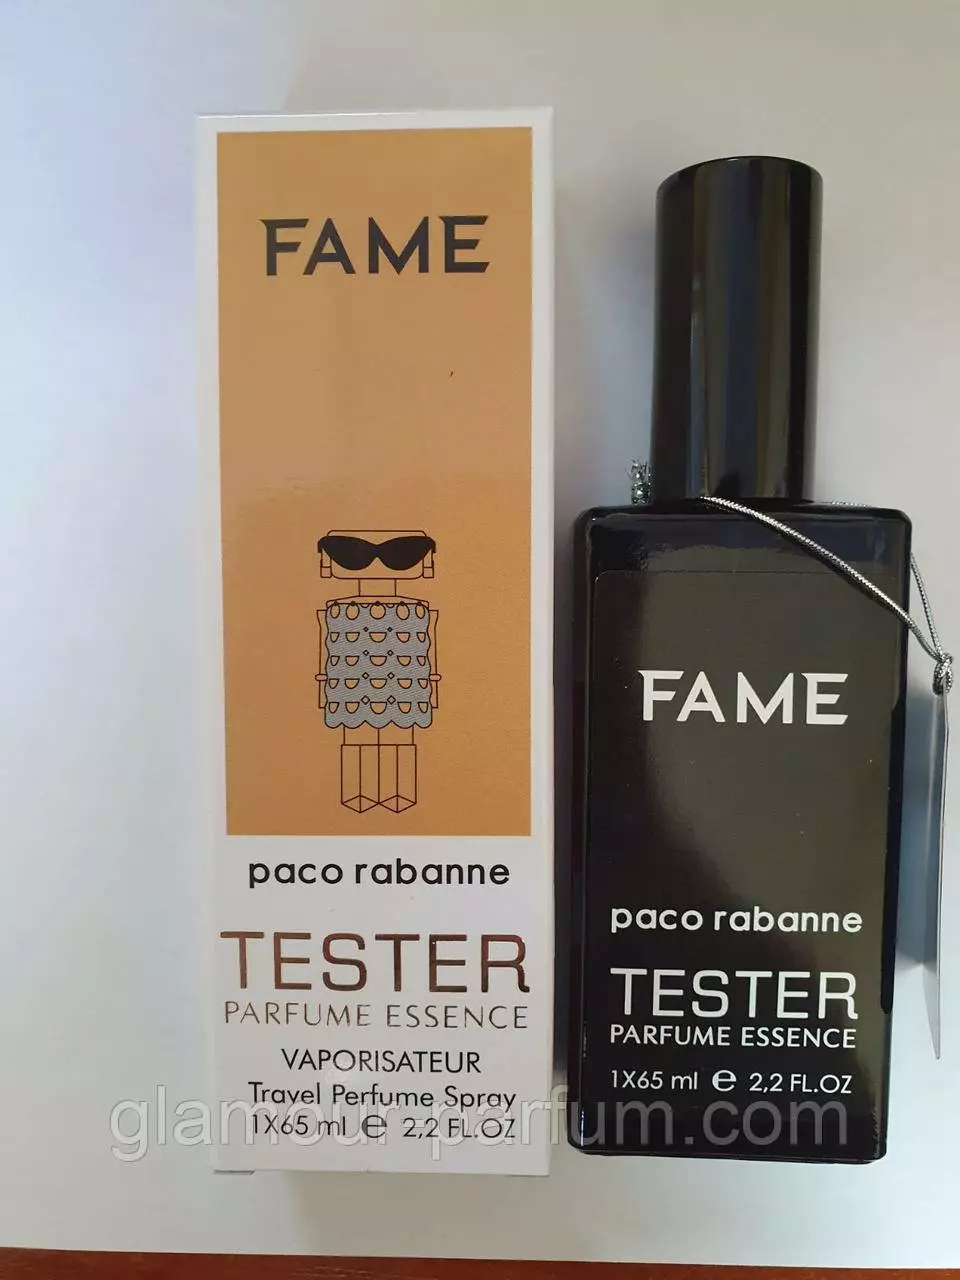 FAME
paco rabanne
TESTER
PARFUME ESSENCE
VAPORISATEUR
Travel Perfume Spray
1X65 ml e 2,2 FL.OZ
FAME
paco rabanne
TESTER
PARFUME ESSENCE
1X65 ml e 2,2 FL.OZ
glamour-parfum.com